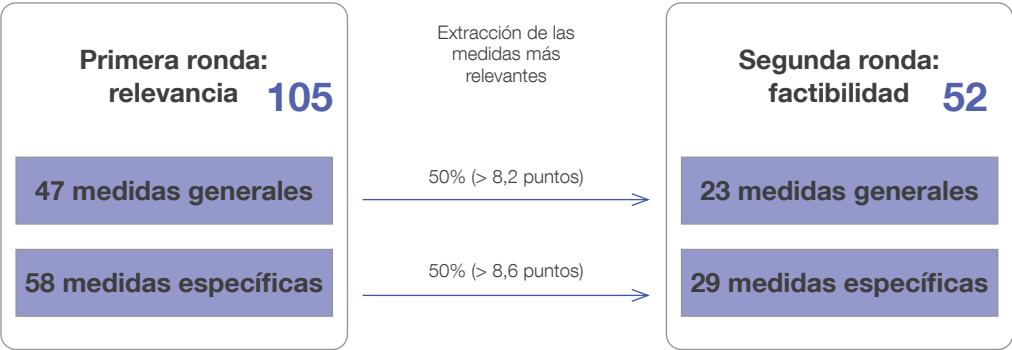 Primera ronda:
relevancia 105
47 medidas generales
58 medidas específicas
Extracción de las
medidas más
relevantes
50% (> 8,2 puntos)
50% (> 8,6 puntos)
Segunda ronda:
factibilidad 52
23 medidas generales
29 medidas específicas